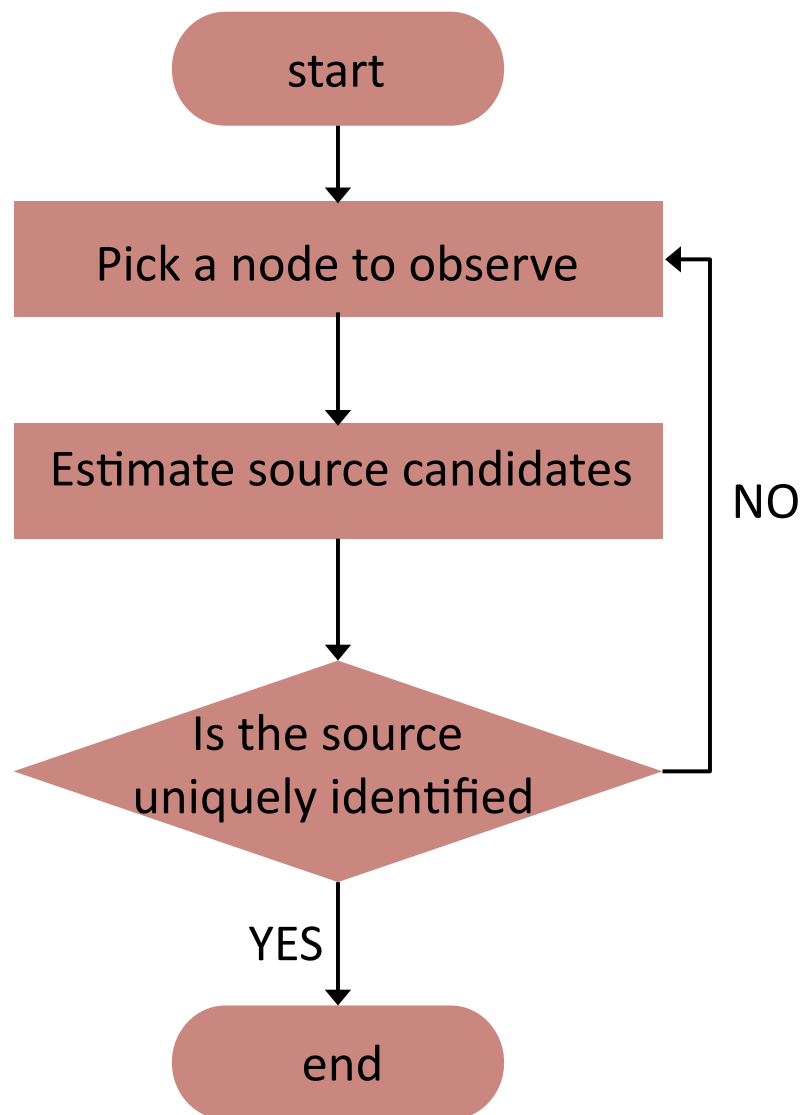 start
Pick a node to observe
Estimate source candidates
NO
Is the source
uniquely identified
YES
end